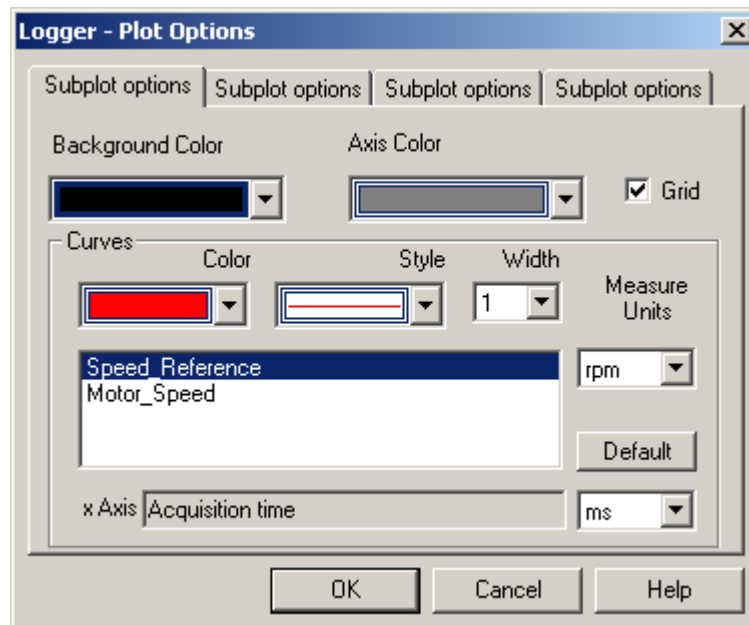 Logger - Plot Options
Subplot options Subplot options Subplot options Subplot options
Background Color Axis Color
Grid
Curves
Color Style Width
Measure
Units
1
Speed_Reference
rpm
Motor_Speed
Default
x Axis Acquisition time ms
OK Cancel Help